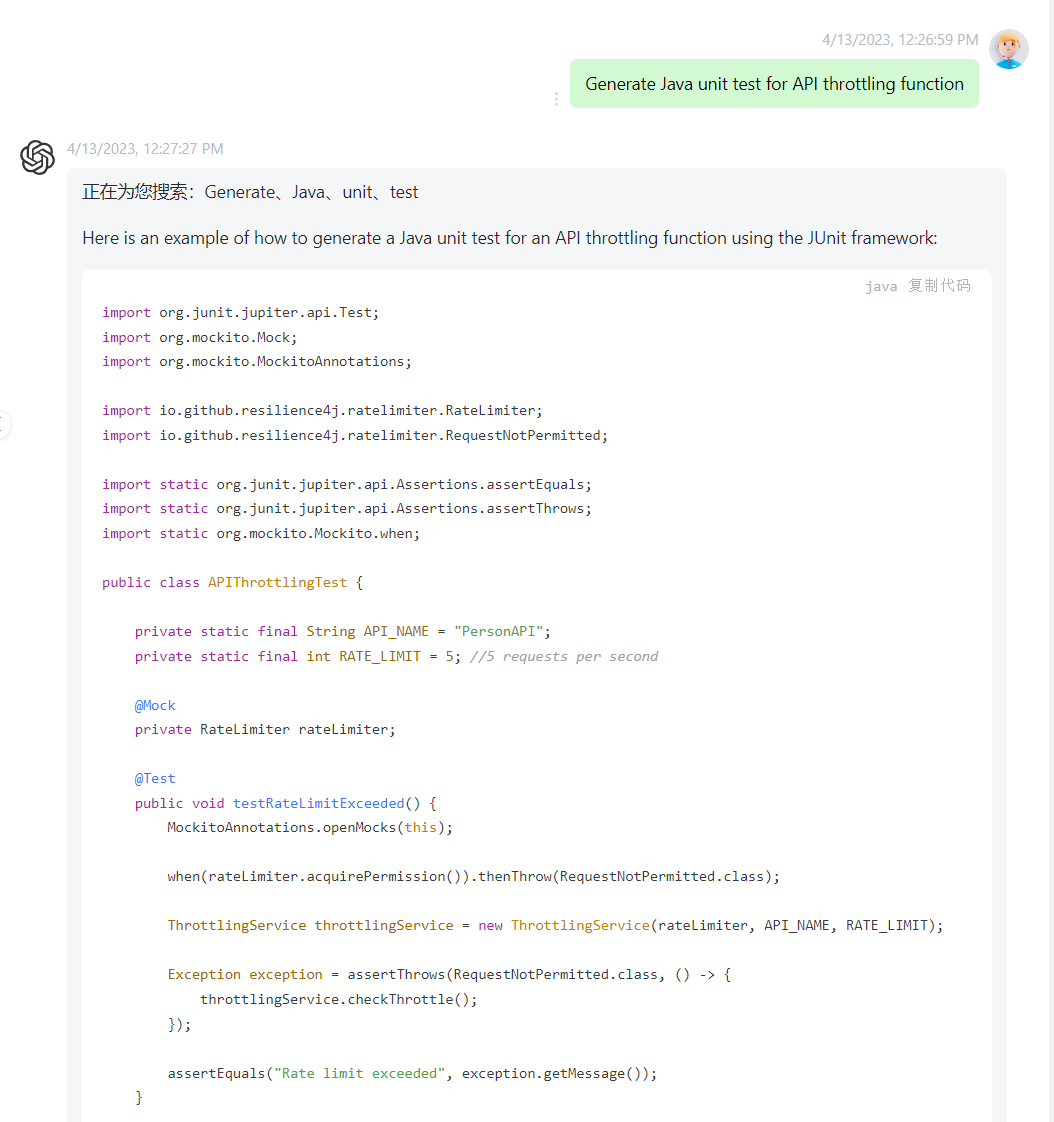 4/13/2023, 12:26:59 PM
Generate Java unit test for API throttling function
4/13/2023, 12:27:27 PM
正在为您搜索：Generate、Java、unit、test
Here is an example of how to generate a Java unit test for an API throttling function using the JUnit framework:
java 复制代码
import org.junit.jupiter.api.Test;
import org.mockito.Mock;
import org.mockito.MockitoAnnotations;
import io.github.resilience4j.ratelimiter.RateLimiter;
import io.github.resilience4j.ratelimiter.RequestNotPermitted;
import static org.junit.jupiter.api.Assertions.assertEquals;
import static org.junit.jupiter.api.Assertions.assertThrows;
import static org.mockito.Mockito.when;
public class APIThrottlingTest {
private static final String API_NAME = "PersonAPI";
private static final int RATE_LIMIT = 5; //5 requests per second
@Mock
private RateLimiter rateLimiter;
@Test
public void testRateLimitExceeded() {
MockitoAnnotations.openMocks(this);
when(rateLimiter.acquirePermission()).thenThrow(RequestNotPermitted.class);
ThrottlingService throttlingService = new ThrottlingService(rateLimiter, API_NAME, RATE_LIMIT);
Exception exception = assertThrows(RequestNotPermitted.class, () -> {
throttlingService.checkThrottle();
});
assertEquals("Rate limit exceeded", exception.getMessage());
}